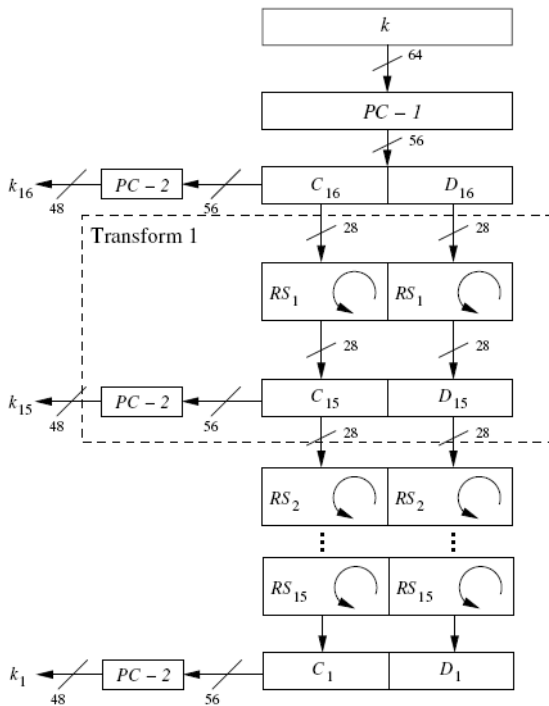 k
64
PC – 1
56
k16 48 PC – 2 56 C16 D16
Transform 1
28 28
RS1 RS1
28 28
k15 48 PC – 2 56 C15 D15
28 28
RS2 RS2
RS15 RS15
k1 48 PC – 2 56 C1 D1